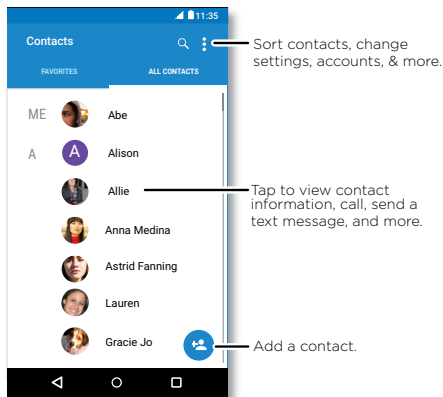 11:35
Contacts
FAVORITES ALL CONTACTS
Sort contacts, change
settings, accounts, & more.
ME Abe
A A Alison
Allie
Tap to view contact
information, call, send a
text message, and more.
Anna Medina
Astrid Fanning
Lauren
Gracie Jo
Add a contact.